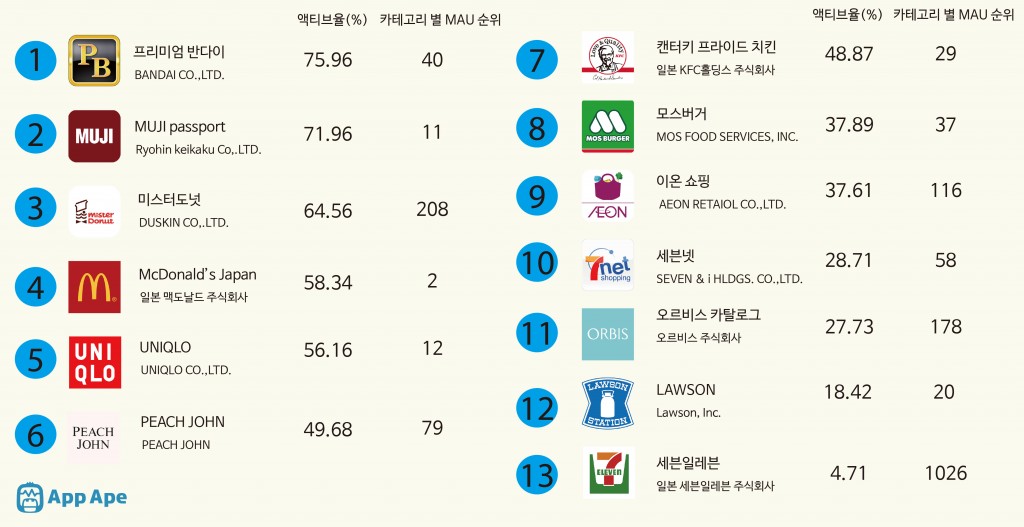 액티브율(%) 카테고리 별 MAU 순위
1 PB 프리미엄 반다이 75.96 40
BANDAI CO.,LTD.
2 MUJI MUJI passport 71.96 11
Ryohin keikaku Co,.LTD.
3 mister Donut 미스터도넛 64.56 208
DUSKIN CO,.LTD.
4 McDonald's Japan 58.34 2
일본 맥도날드 주식회사
5 UNI QLO UNIQLO 56.16 12
UNIQLO CO.,LTD.
6 PEACH JOHN PEACH JOHN 49.68 79
PEACH JOHN
App Ape
액티브율(%) 카테고리 별 MAU 순위
7 KFC 캔터키 프라이드 치킨 48.87 29
일본 KFC홀딩스 주식회사
8 MOS BURGER 모스버거 37.89 37
MOS FOOD SERVICES, INC.
9 ÆON 이온 쇼핑 37.61 116
AEON RETAIOL CO.,LTD.
10 7net shopping 세븐넷 28.71 58
SEVEN & i HLDGS. CO.,LTD.
11 ORBIS 오르비스 카탈로그 27.73 178
오르비스 주식회사
12 LAWSON STATION LAWSON 18.42 20
Lawson, Inc.
13 7 ELEVEN 세븐일레븐 4.71 1026
일본 세븐일레븐 주식회사